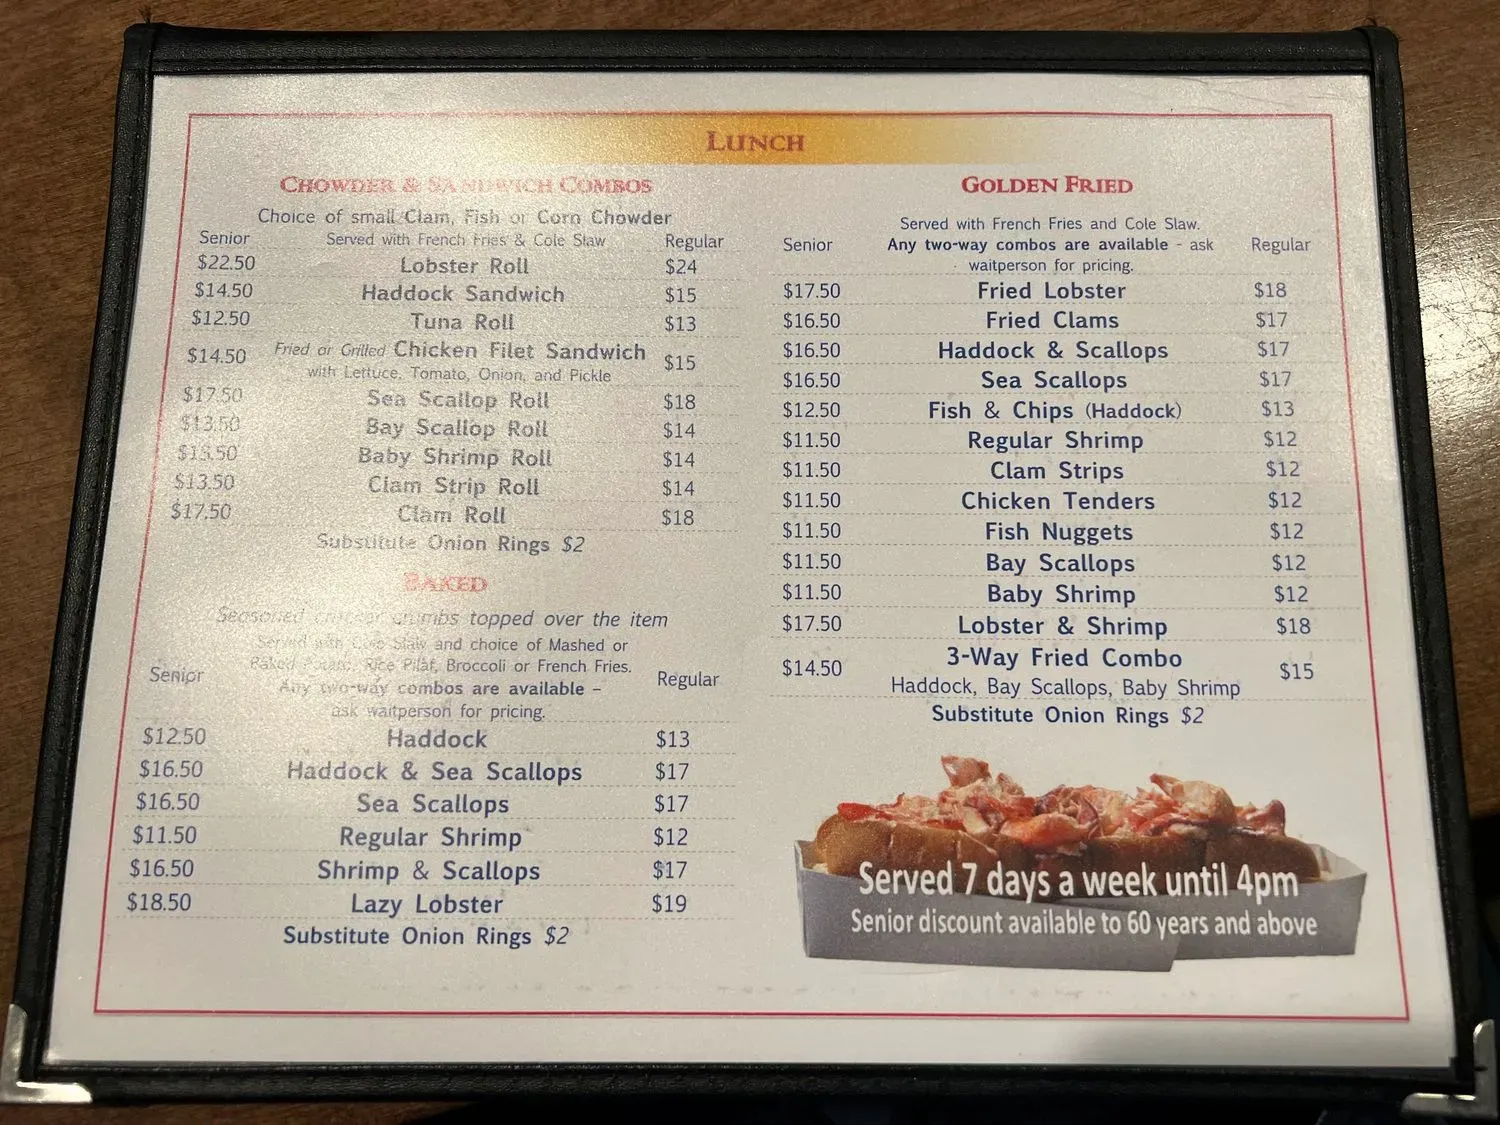 LUNCH
CHOWDER & SANDWICH COMBOS
Choice of small Clam, Fish or Corn Chowder
Senior Served with French Fries & Cole Slaw Regular
$22.50 Lobster Roll $24
$14.50 Haddock Sandwich $15
$12.50 Tuna Roll $13
$14.50 Fried or Grilled Chicken Filet Sandwich $15
with Lettuce, Tomato, Onion, and Pickle
$17.50 Sea Scallop Roll $18
$13.50 Bay Scallop Roll $14
$13.50 Baby Shrimp Roll $14
$13.50 Clam Strip Roll $14
$17.50 Clam Roll $18
Substitute Onion Rings $2
BAKED
Seasoned crumbs topped over the item
Served with Cole Slaw and choice of Mashed or
Baked Potato, Rice Pilaf, Broccoli or French Fries.
Senior Regular
Any two-way combos are available –
ask waitperson for pricing.
$12.50 Haddock $13
$16.50 Haddock & Sea Scallops $17
$16.50 Sea Scallops $17
$11.50 Regular Shrimp $12
$16.50 Shrimp & Scallops $17
$18.50 Lazy Lobster $19
Substitute Onion Rings $2
GOLDEN FRIED
Served with French Fries and Cole Slaw.
Senior Any two-way combos are available - ask Regular
waitperson for pricing.
$17.50 Fried Lobster $18
$16.50 Fried Clams $17
$16.50 Haddock & Scallops $17
$16.50 Sea Scallops $17
$12.50 Fish & Chips (Haddock) $13
$11.50 Regular Shrimp $12
$11.50 Clam Strips $12
$11.50 Chicken Tenders $12
$11.50 Fish Nuggets $12
$11.50 Bay Scallops $12
$11.50 Baby Shrimp $12
$17.50 Lobster & Shrimp $18
$14.50 3-Way Fried Combo $15
Haddock, Bay Scallops, Baby Shrimp
Substitute Onion Rings $2
Served 7 days a week until 4pm
Senior discount available to 60 years and above